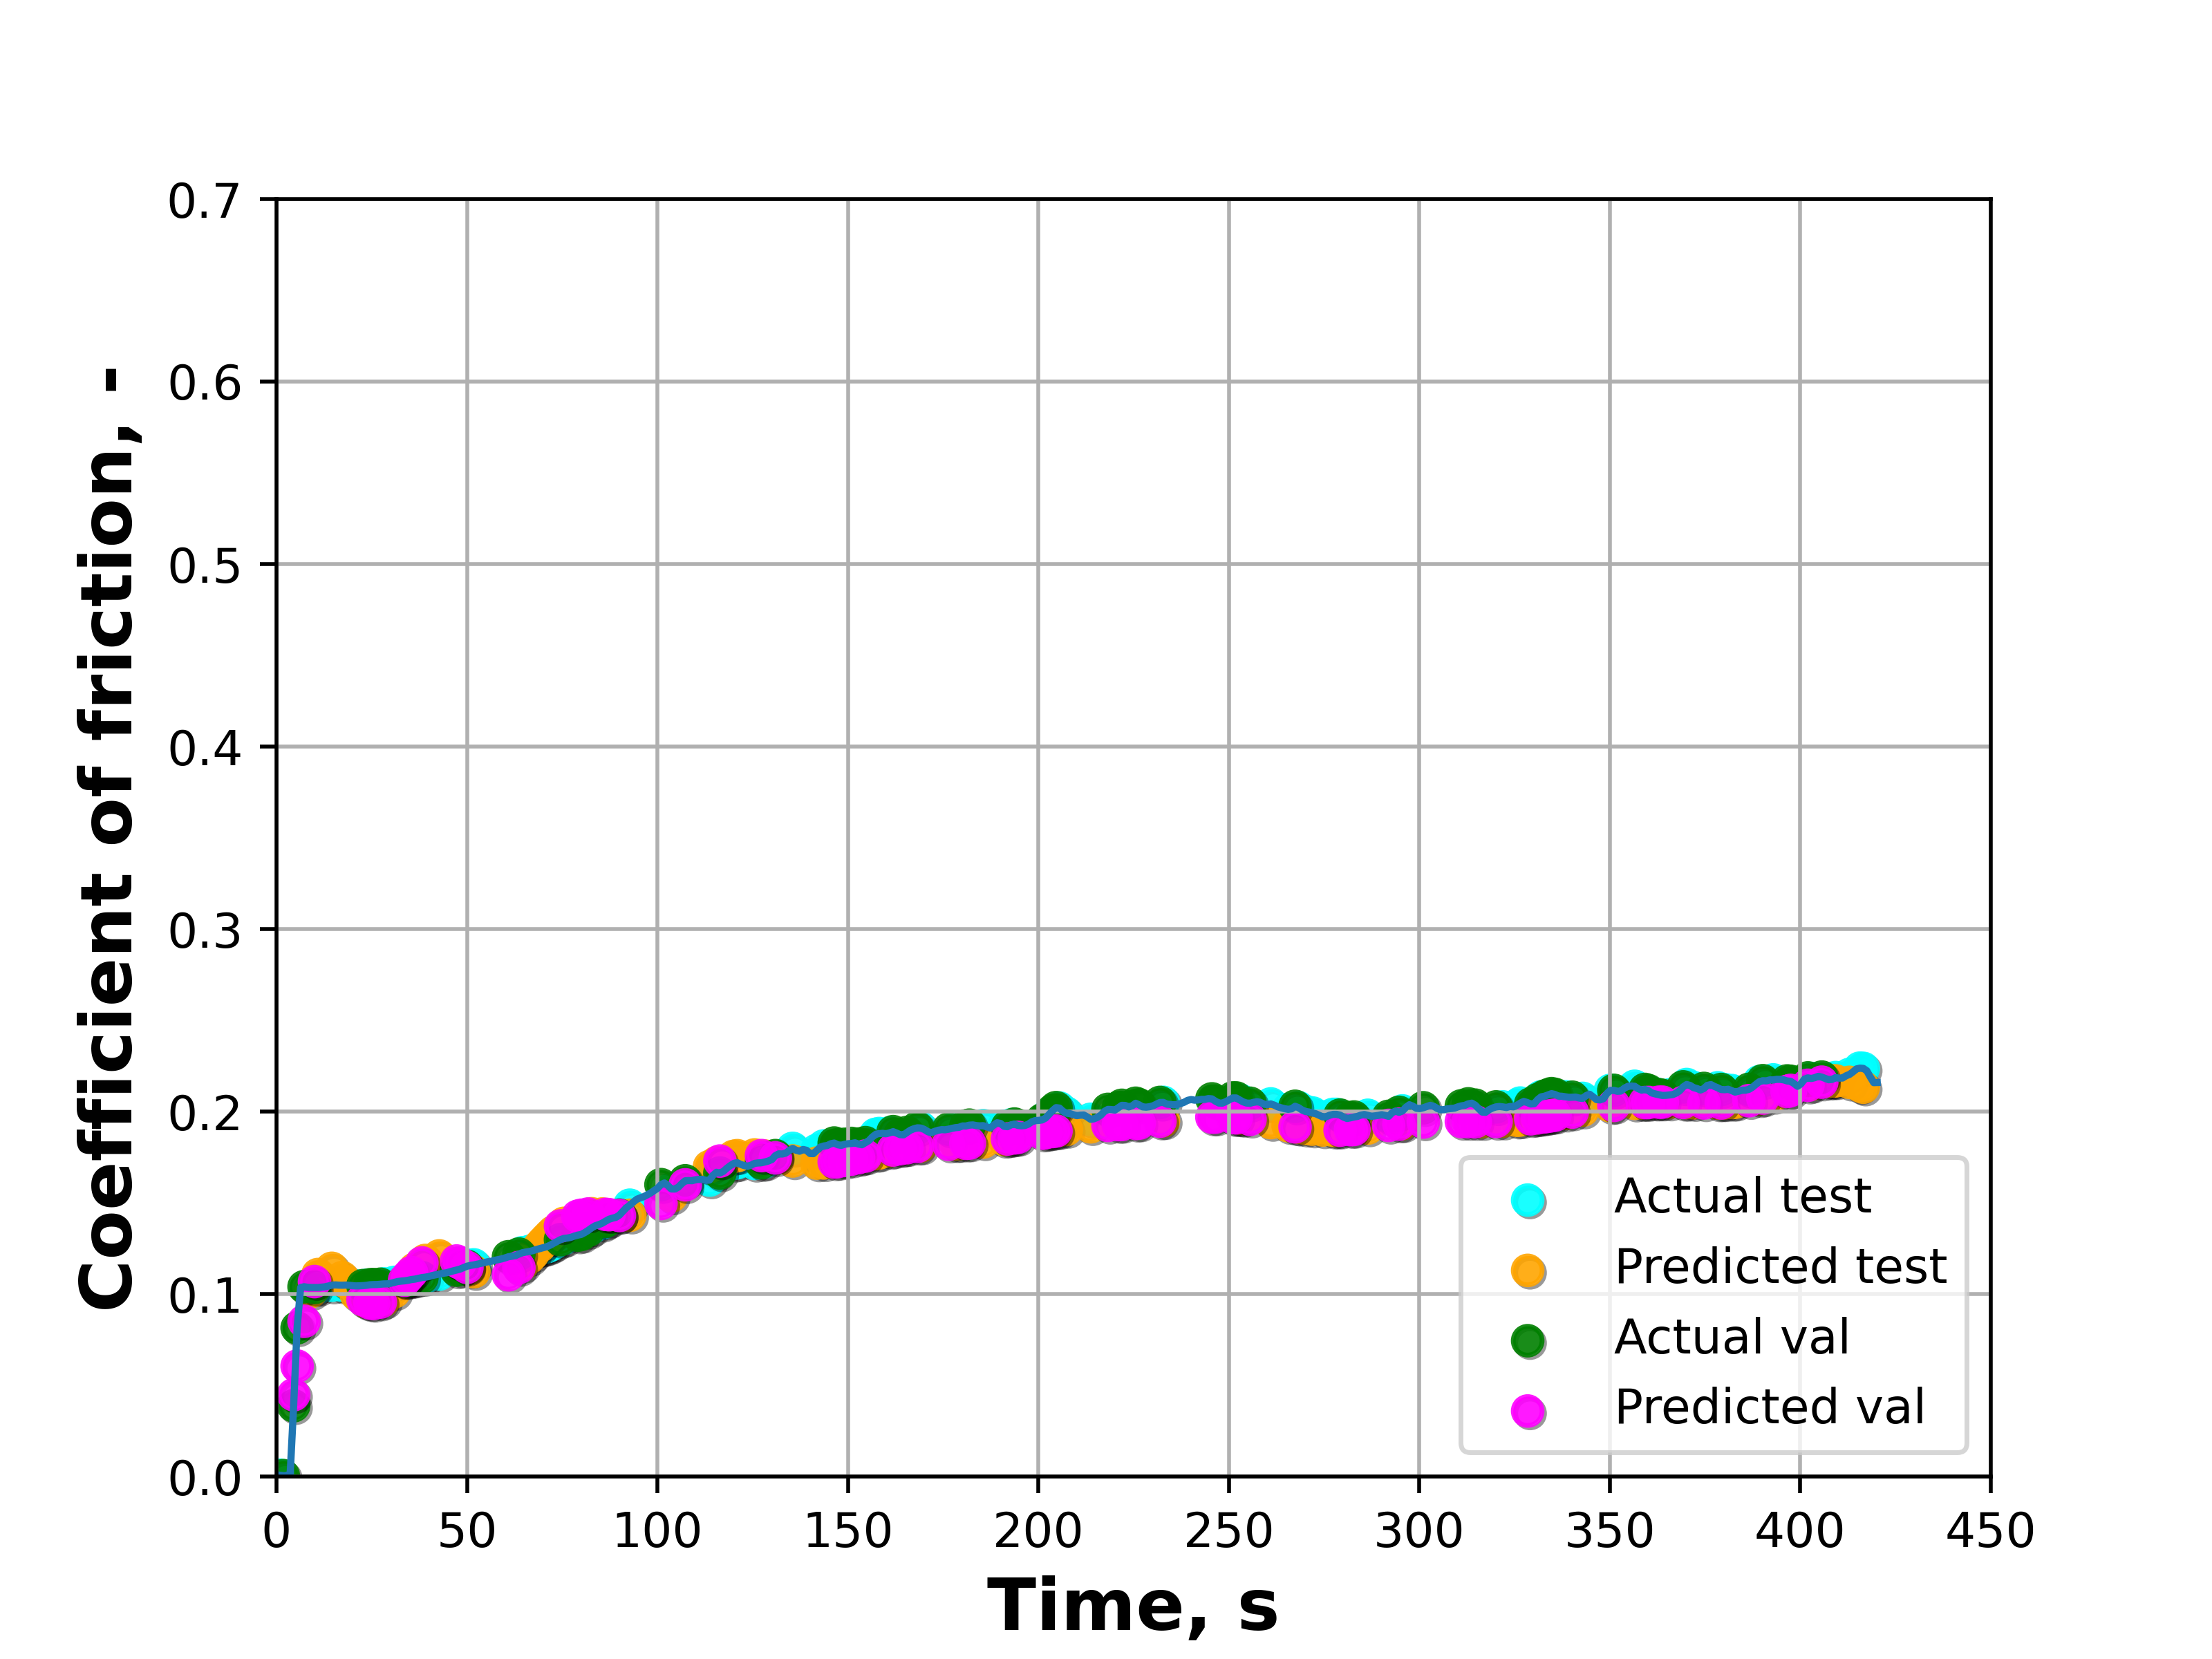 Coefficient of friction, -
0.7
0.6
0.5
0.4
0.3
0.2
0.1
0.0
Actual test
Predicted test
Actual val
Predicted val
0 50 100 150 200 250 300 350 400 450
Time, s